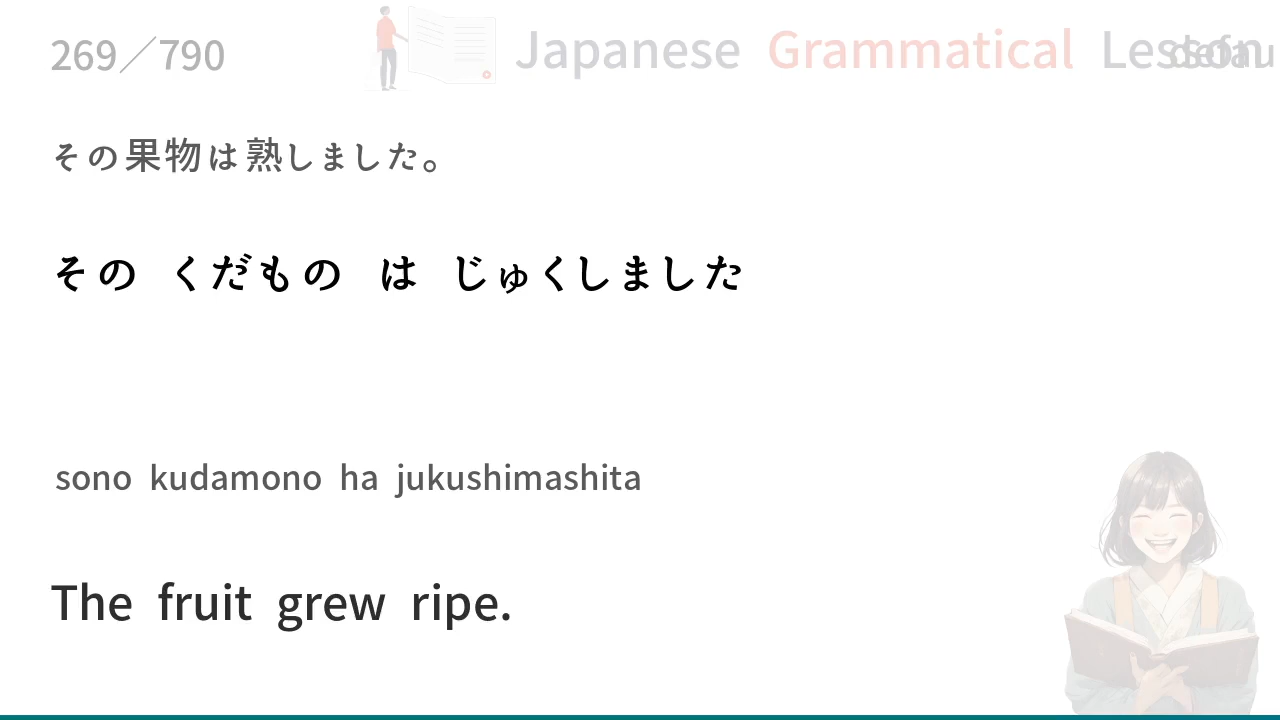 269／790
Japanese Grammatical Lesson
defau
その果物は熟しました。
その くだもの は じゅくしました
sono kudamono ha jukushimashita
The fruit grew ripe.